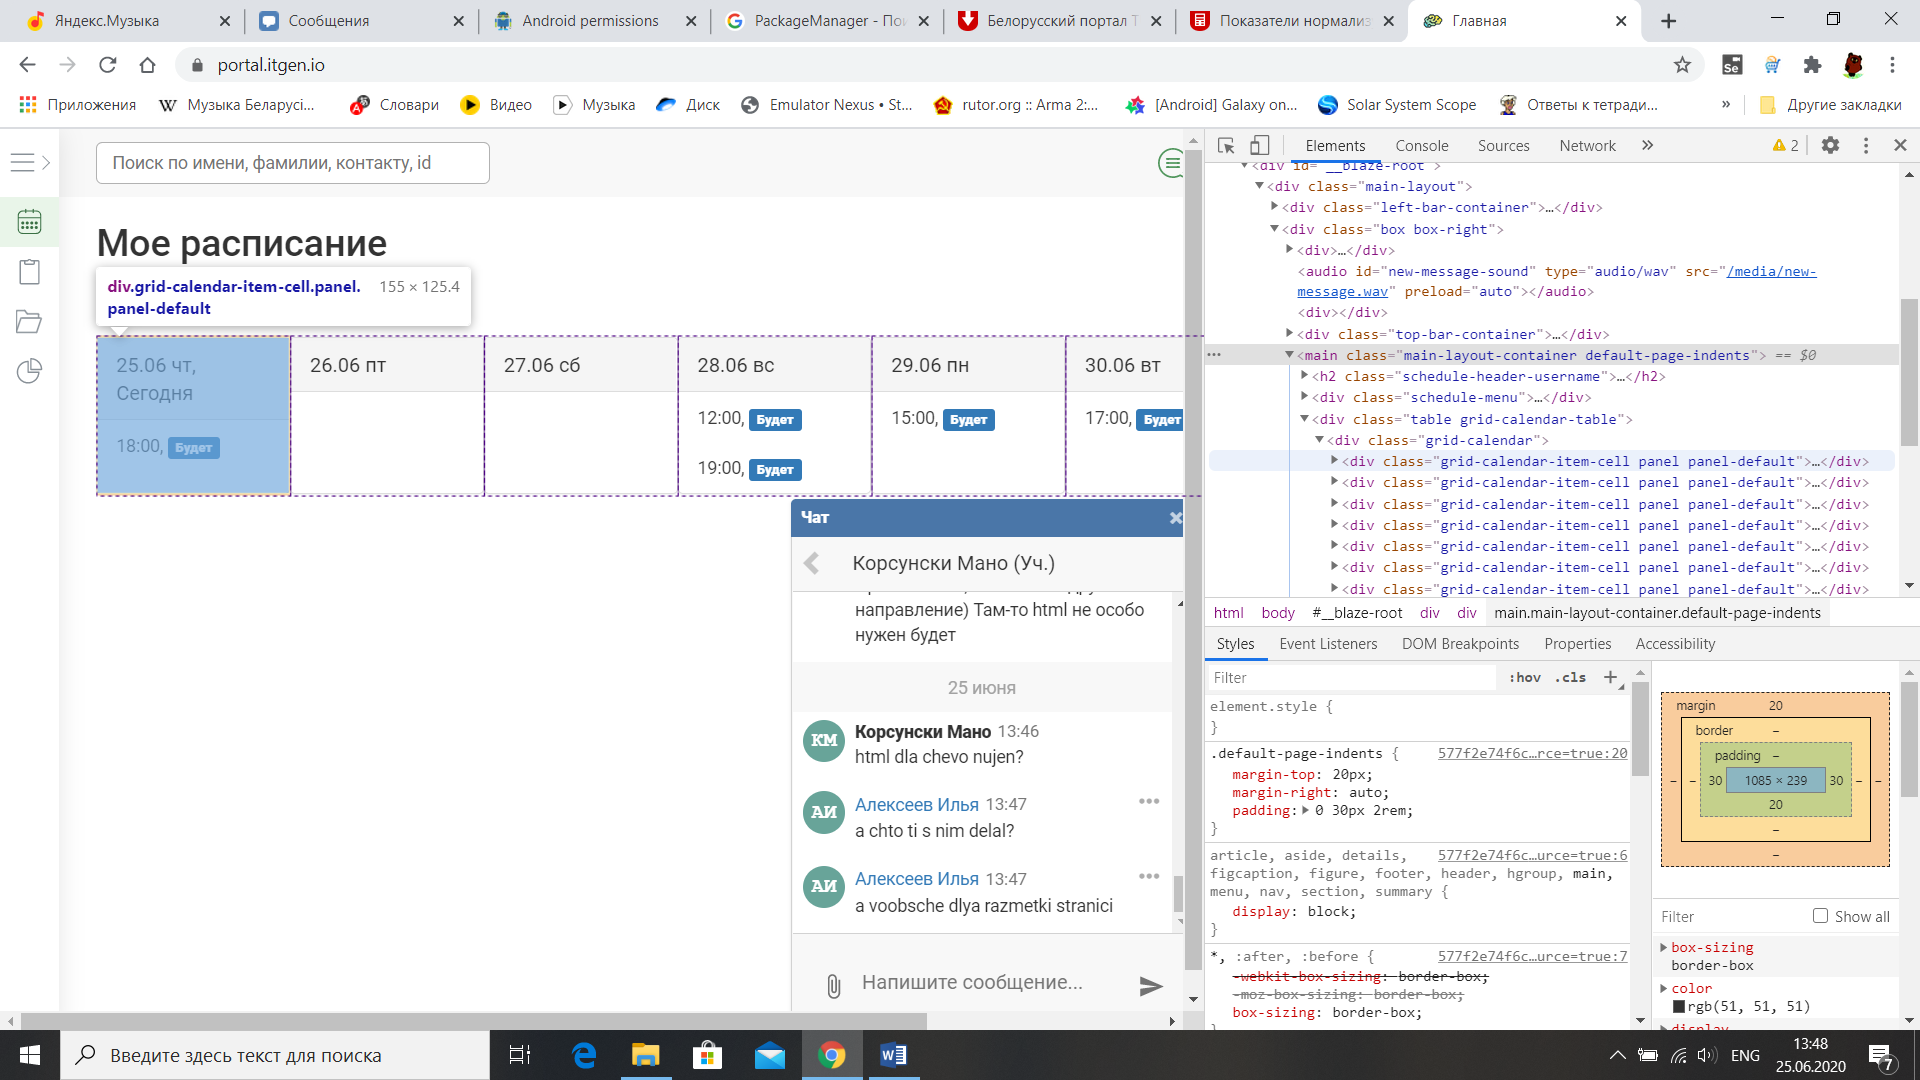 Яндекс.Музыка
Сообщения
Android permissions
PackageManager - Пои
Белорусский портал T
Показатели нормализ
Главная
portal.itgen.io
Приложения
Музыка Беларусі...
Словари
Видео
Музыка
Диск
Emulator Nexus • St...
rutor.org :: Arma 2:...
[Android] Galaxy on...
Solar System Scope
Ответы к тетради...
»
Другие закладки
Поиск по имени, фамилии, контакту, id
Мое расписание
div.grid-calendar-item-cell.panel.
panel-default
155 × 125.4
25.06 чт,
Сегодня
18:00, Будет
26.06 пт
27.06 сб
28.06 вс
12:00, Будет
19:00, Будет
29.06 пн
15:00, Будет
30.06 вт
17:00, Будет
Чат
×
Корсунски Мано (Уч.)
направление) Там-то html не особо
нужен будет
25 июня
КМ
Корсунски Мано 13:46
html dla chevo nujen?
АИ
Алексеев Илья 13:47
a chto ti s nim delal?
АИ
Алексеев Илья 13:47
a voobsche dlya razmetki stranici
Напишите сообщение...
Elements
Console
Sources
Network
»
2
<div id="__blaze-root">
<div class="main-layout">
<div class="left-bar-container">…</div>
<div class="box box-right">
<div>…</div>
<audio id="new-message-sound" type="audio/wav" src="/media/new-
message.wav" preload="auto"></audio>
<div></div>
<div class="top-bar-container">…</div>
<main class="main-layout-container default-page-indents"> == $0
<h2 class="schedule-header-username">…</h2>
<div class="schedule-menu">…</div>
<div class="table grid-calendar-table">
<div class="grid-calendar">
<div class="grid-calendar-item-cell panel panel-default">…</div>
<div class="grid-calendar-item-cell panel panel-default">…</div>
<div class="grid-calendar-item-cell panel panel-default">…</div>
<div class="grid-calendar-item-cell panel panel-default">…</div>
<div class="grid-calendar-item-cell panel panel-default">…</div>
<div class="grid-calendar-item-cell panel panel-default">…</div>
<div class="grid-calendar-item-cell panel panel-default">…</div>
html body #__blaze-root div div main.main-layout-container.default-page-indents
Styles
Event Listeners
DOM Breakpoints
Properties
Accessibility
Filter
:hov .cls +
element.style {
}
.default-page-indents { 577f2e74f6c…rce=true:20
margin-top: 20px;
margin-right: auto;
padding: 0 30px 2rem;
}
article, aside, details, 577f2e74f6c…urce=true:6
figcaption, figure, footer, header, hgroup, main,
menu, nav, section, summary {
display: block;
}
*, :after, :before { 577f2e74f6c…urce=true:7
-webkit-box-sizing: border-box;
-moz-box-sizing: border-box;
box-sizing: border-box;
}
margin 20
border –
padding –
– – 30 1085 × 239 30 – –
20
–
–
Filter
Show all
box-sizing
border-box
color
rgb(51, 51, 51)
display
Введите здесь текст для поиска
ENG
13:48
25.06.2020
7